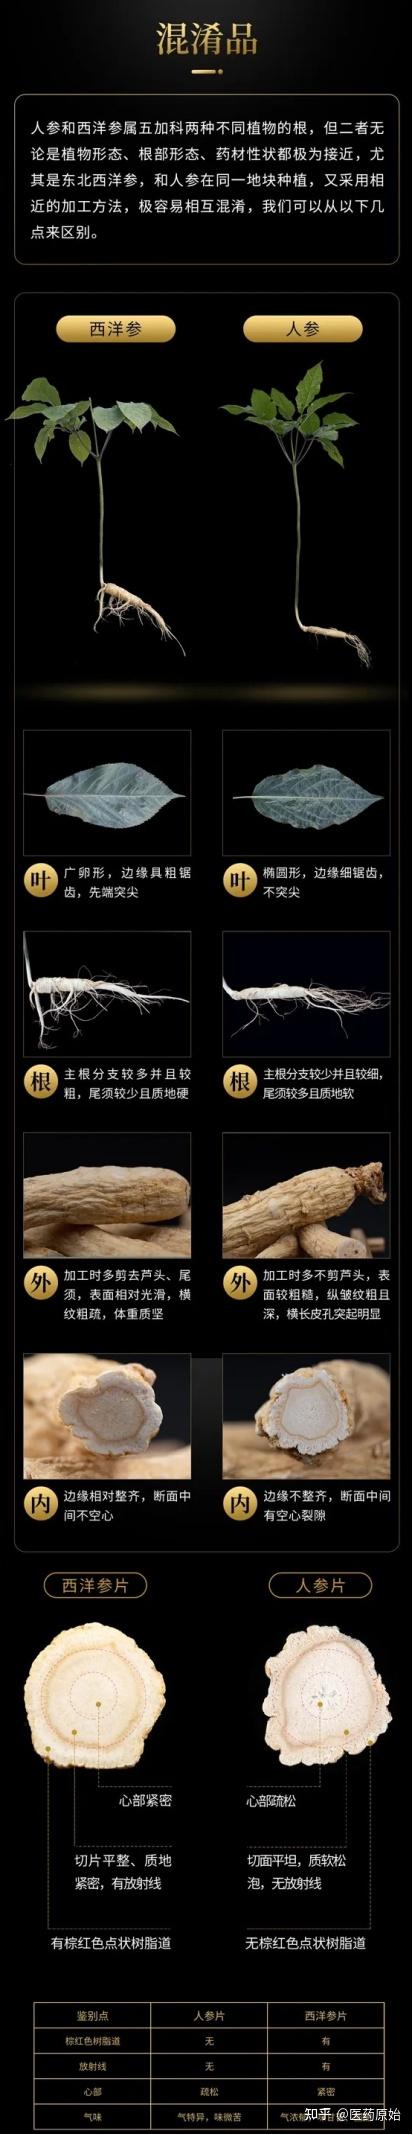 混淆品
人参和西洋参属五加科两种不同植物的根，但二者无
论是植物形态、根部形态、药材性状都极为接近，尤
其是东北西洋参，和人参在同一地块种植，又采用相
近的加工方法，极容易相互混淆，我们可以从以下几
点来区别。
西洋参
人参
叶
广卵形，边缘具粗锯
齿，先端突尖
叶
椭圆形，边缘细锯齿，
不突尖
根
主根分支较多并且较
粗，尾须较少且质地硬
根
主根分支较少并且较细，
尾须较多且质地软
外
加工时多剪去芦头、尾
须，表面相对光滑，横
纹粗疏，体重质坚
外
加工时多不剪芦头，表
面较粗糙，纵皱纹粗且
深，横长皮孔突起明显
内
边缘相对整齐，断面中
间不空心
内
边缘不整齐，断面中间
有空心裂隙
西洋参片
人参片
心部紧密
心部疏松
切片平整、质地
紧密，有放射线
切面平坦，质软松
泡，无放射线
有棕红色点状树脂道
无棕红色点状树脂道
鉴别点 人参片 西洋参片
棕红色树脂道 无 有
放射线 无 有
心部 疏松 紧密
气味 气特异，味微苦 气浓郁
知乎 @医药原始